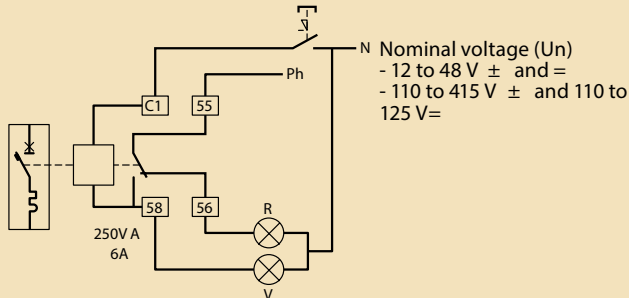 N
Nominal voltage (Un)
- 12 to 48 V ± and =
- 110 to 415 V ± and 110 to
125 V=
Ph
C1
55
58
56
R
250V A
6A
V